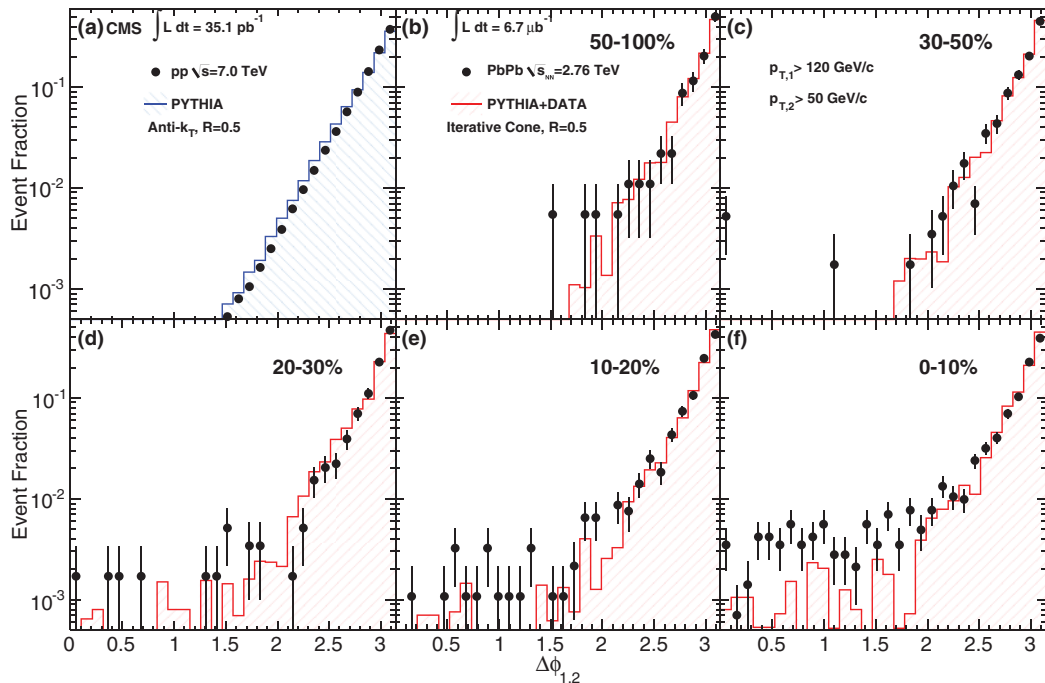 (a) CMS ∫L dt = 35.1 pb⁻¹
pp √s=7.0 TeV
PYTHIA
Anti-k_T, R=0.5
(b) ∫L dt = 6.7 μb⁻¹
50-100%
PbPb √s_NN=2.76 TeV
PYTHIA+DATA
Iterative Cone, R=0.5
(c) 30-50%
p_T,1 > 120 GeV/c
p_T,2 > 50 GeV/c
Event Fraction
10⁻¹
10⁻²
10⁻³
(d) 20-30%
(e) 10-20%
(f) 0-10%
Event Fraction
10⁻¹
10⁻²
10⁻³
0 0.5 1 1.5 2 2.5 3
0.5 1 1.5 2 2.5 3
0.5 1 1.5 2 2.5 3
Δϕ_1,2